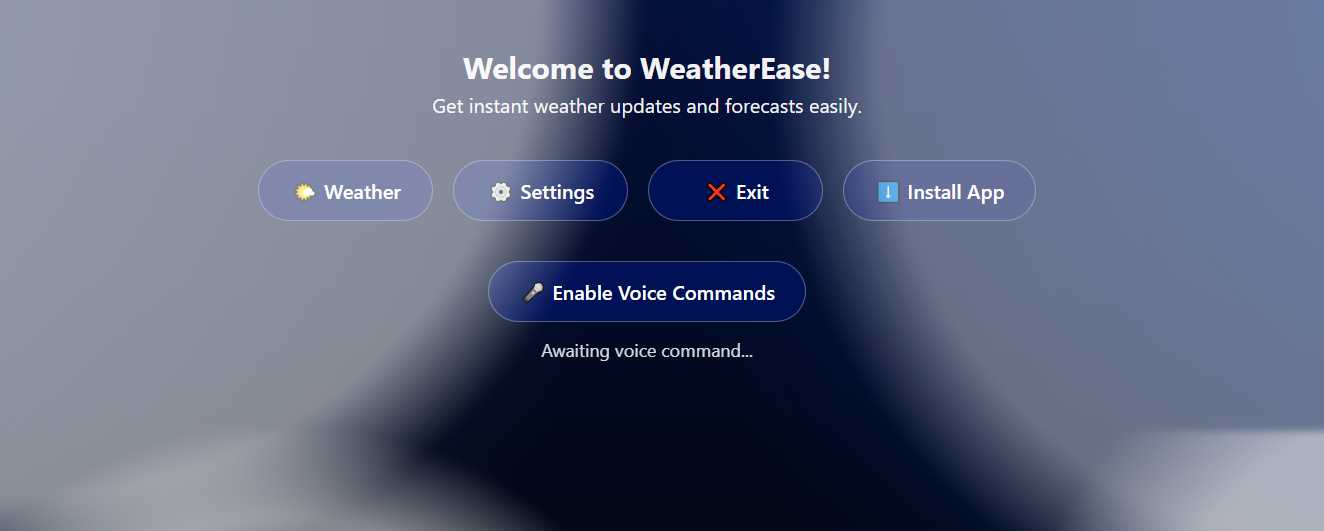 Welcome to WeatherEase!
Get instant weather updates and forecasts easily.
🌤️ Weather ⚙️ Settings ❌ Exit ⬇️ Install App
🎤 Enable Voice Commands
Awaiting voice command...